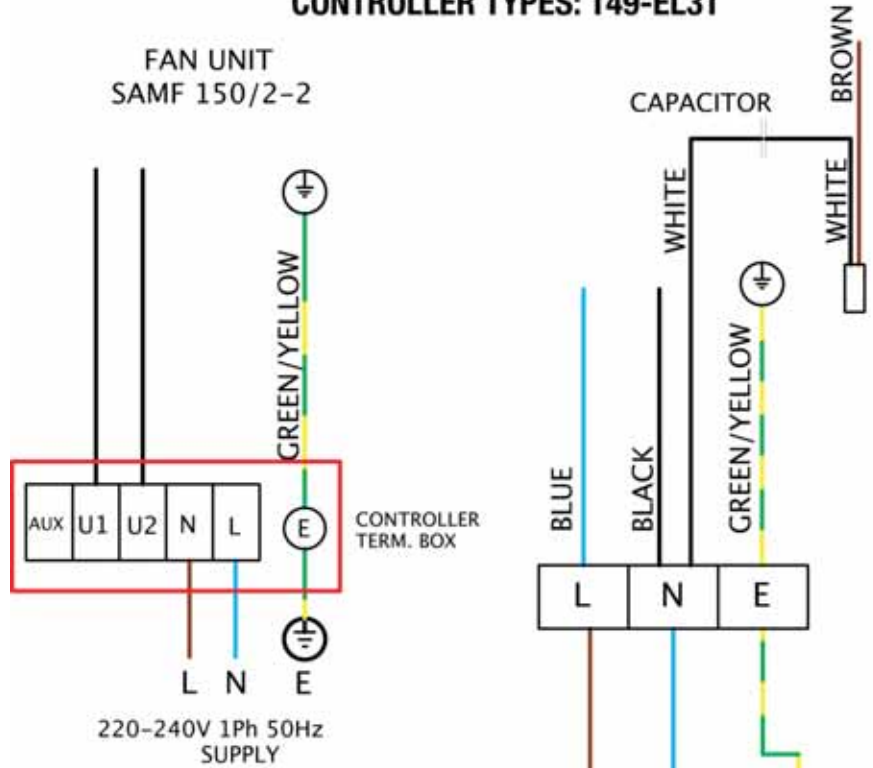 CONTROLLER TYPES: 149-EL31
FAN UNIT
SAMF 150/2-2
GREEN/YELLOW
AUX U1 U2 N L E
CONTROLLER
TERM. BOX
L N E
220-240V 1Ph 50Hz
SUPPLY
BROWN
CAPACITOR
WHITE
WHITE
BLUE
BLACK
GREEN/YELLOW
L N E